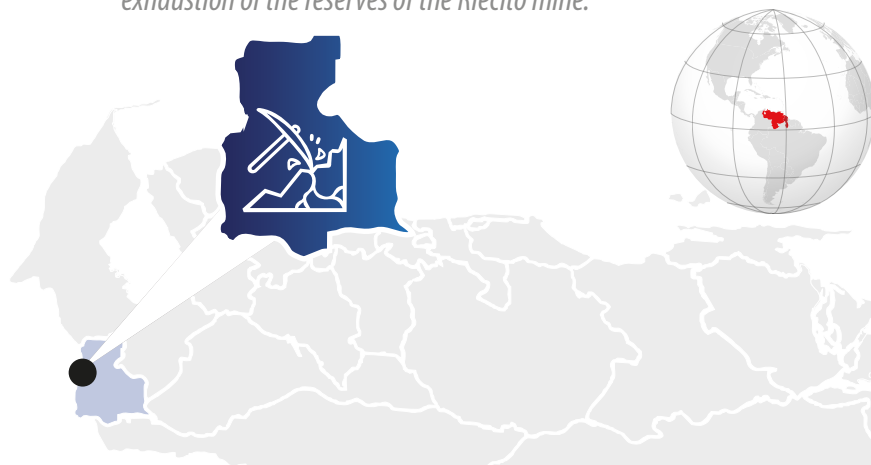 exhaustion of the reserves of the Riecito mine.